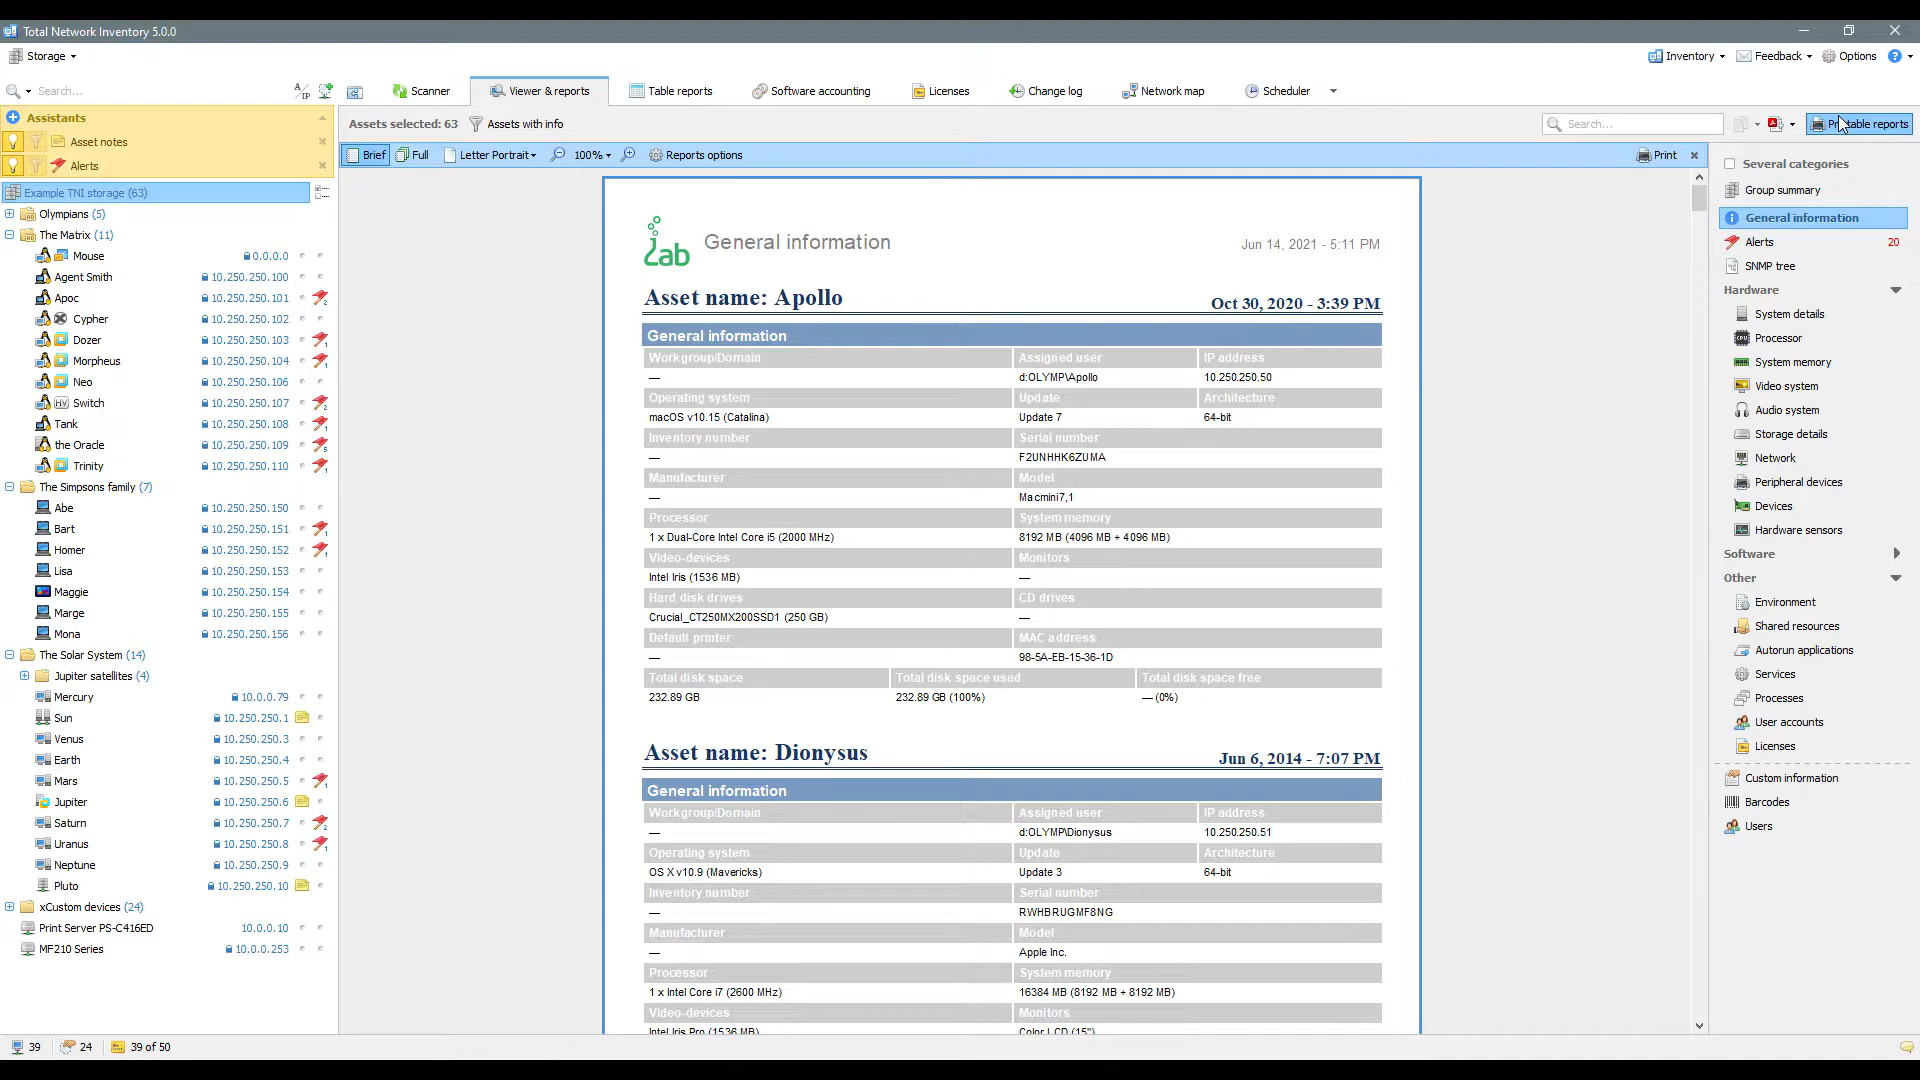 Total Network Inventory 5.0.0
Storage
Inventory
Feedback
Options
?
Search...
A/IP
Scanner
Viewer & reports
Table reports
Software accounting
Licenses
Change log
Network map
Scheduler
Assistants
Asset notes
Alerts
Assets selected: 63
Assets with info
Search...
Printable reports
Brief
Full
Letter Portrait
100%
Reports options
Print
Example TNI storage (63)
Olympians (5)
The Matrix (11)
Mouse 0.0.0.0
Agent Smith 10.250.250.100
Apoc 10.250.250.101 2
Cypher 10.250.250.102
Dozer 10.250.250.103 1
Morpheus 10.250.250.104 1
Neo 10.250.250.106
HV Switch 10.250.250.107 2
Tank 10.250.250.108 1
the Oracle 10.250.250.109 5
Trinity 10.250.250.110 1
The Simpsons family (7)
Abe 10.250.250.150
Bart 10.250.250.151 1
Homer 10.250.250.152 1
Lisa 10.250.250.153
Maggie 10.250.250.154
Marge 10.250.250.155
Mona 10.250.250.156
The Solar System (14)
Jupiter satellites (4)
Mercury 10.0.0.79
Sun 10.250.250.1
Venus 10.250.250.3
Earth 10.250.250.4
Mars 10.250.250.5 1
Jupiter 10.250.250.6
Saturn 10.250.250.7 2
Uranus 10.250.250.8 1
Neptune 10.250.250.9
Pluto 10.250.250.10
xCustom devices (24)
Print Server PS-C416ED 10.0.0.10
MF210 Series 10.0.0.253
lab
General information
Jun 14, 2021 - 5:11 PM
Asset name: Apollo
Oct 30, 2020 - 3:39 PM
General information
Workgroup/Domain Assigned user IP address
— d:OLYMP\Apollo 10.250.250.50
Operating system Update Architecture
macOS v10.15 (Catalina) Update 7 64-bit
Inventory number Serial number
— F2UNHHK6ZUMA
Manufacturer Model
— Macmini7,1
Processor System memory
1 x Dual-Core Intel Core i5 (2000 MHz) 8192 MB (4096 MB + 4096 MB)
Video-devices Monitors
Intel Iris (1536 MB) —
Hard disk drives CD drives
Crucial_CT250MX200SSD1 (250 GB) —
Default printer MAC address
— 98-5A-EB-15-36-1D
Total disk space Total disk space used Total disk space free
232.89 GB 232.89 GB (100%) — (0%)
Asset name: Dionysus
Jun 6, 2014 - 7:07 PM
General information
Workgroup/Domain Assigned user IP address
— d:OLYMP\Dionysus 10.250.250.51
Operating system Update Architecture
OS X v10.9 (Mavericks) Update 3 64-bit
Inventory number Serial number
— RWHBRUGMF8NG
Manufacturer Model
— Apple Inc.
Processor System memory
1 x Intel Core i7 (2600 MHz) 16384 MB (8192 MB + 8192 MB)
Video-devices Monitors
Intel Iris Pro (1536 MB) Color LCD (15")
Several categories
Group summary
General information
Alerts 20
SNMP tree
Hardware
System details
Processor
System memory
Video system
Audio system
Storage details
Network
Peripheral devices
Devices
Hardware sensors
Software
Other
Environment
Shared resources
Autorun applications
Services
Processes
User accounts
Licenses
Custom information
Barcodes
Users
39
24
39 of 50